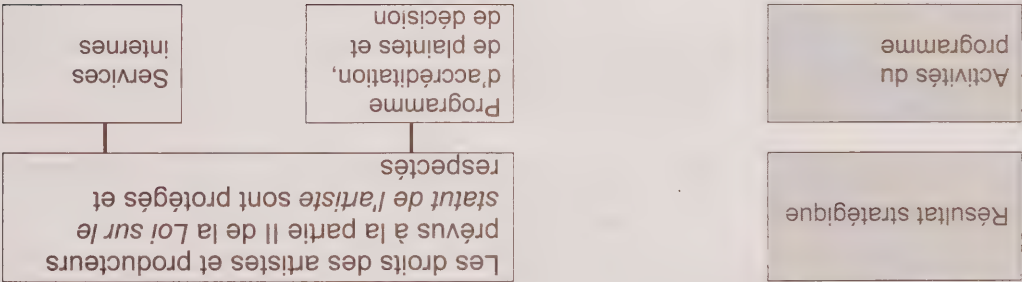 Résultat stratégique
Les droits des artistes et producteurs
prévus à la partie II de la Loi sur le
statut de l'artiste sont protégés et
respectés
Activités du
programme
Programme
d'accréditation,
de plaintes et
de décision
Services
internes